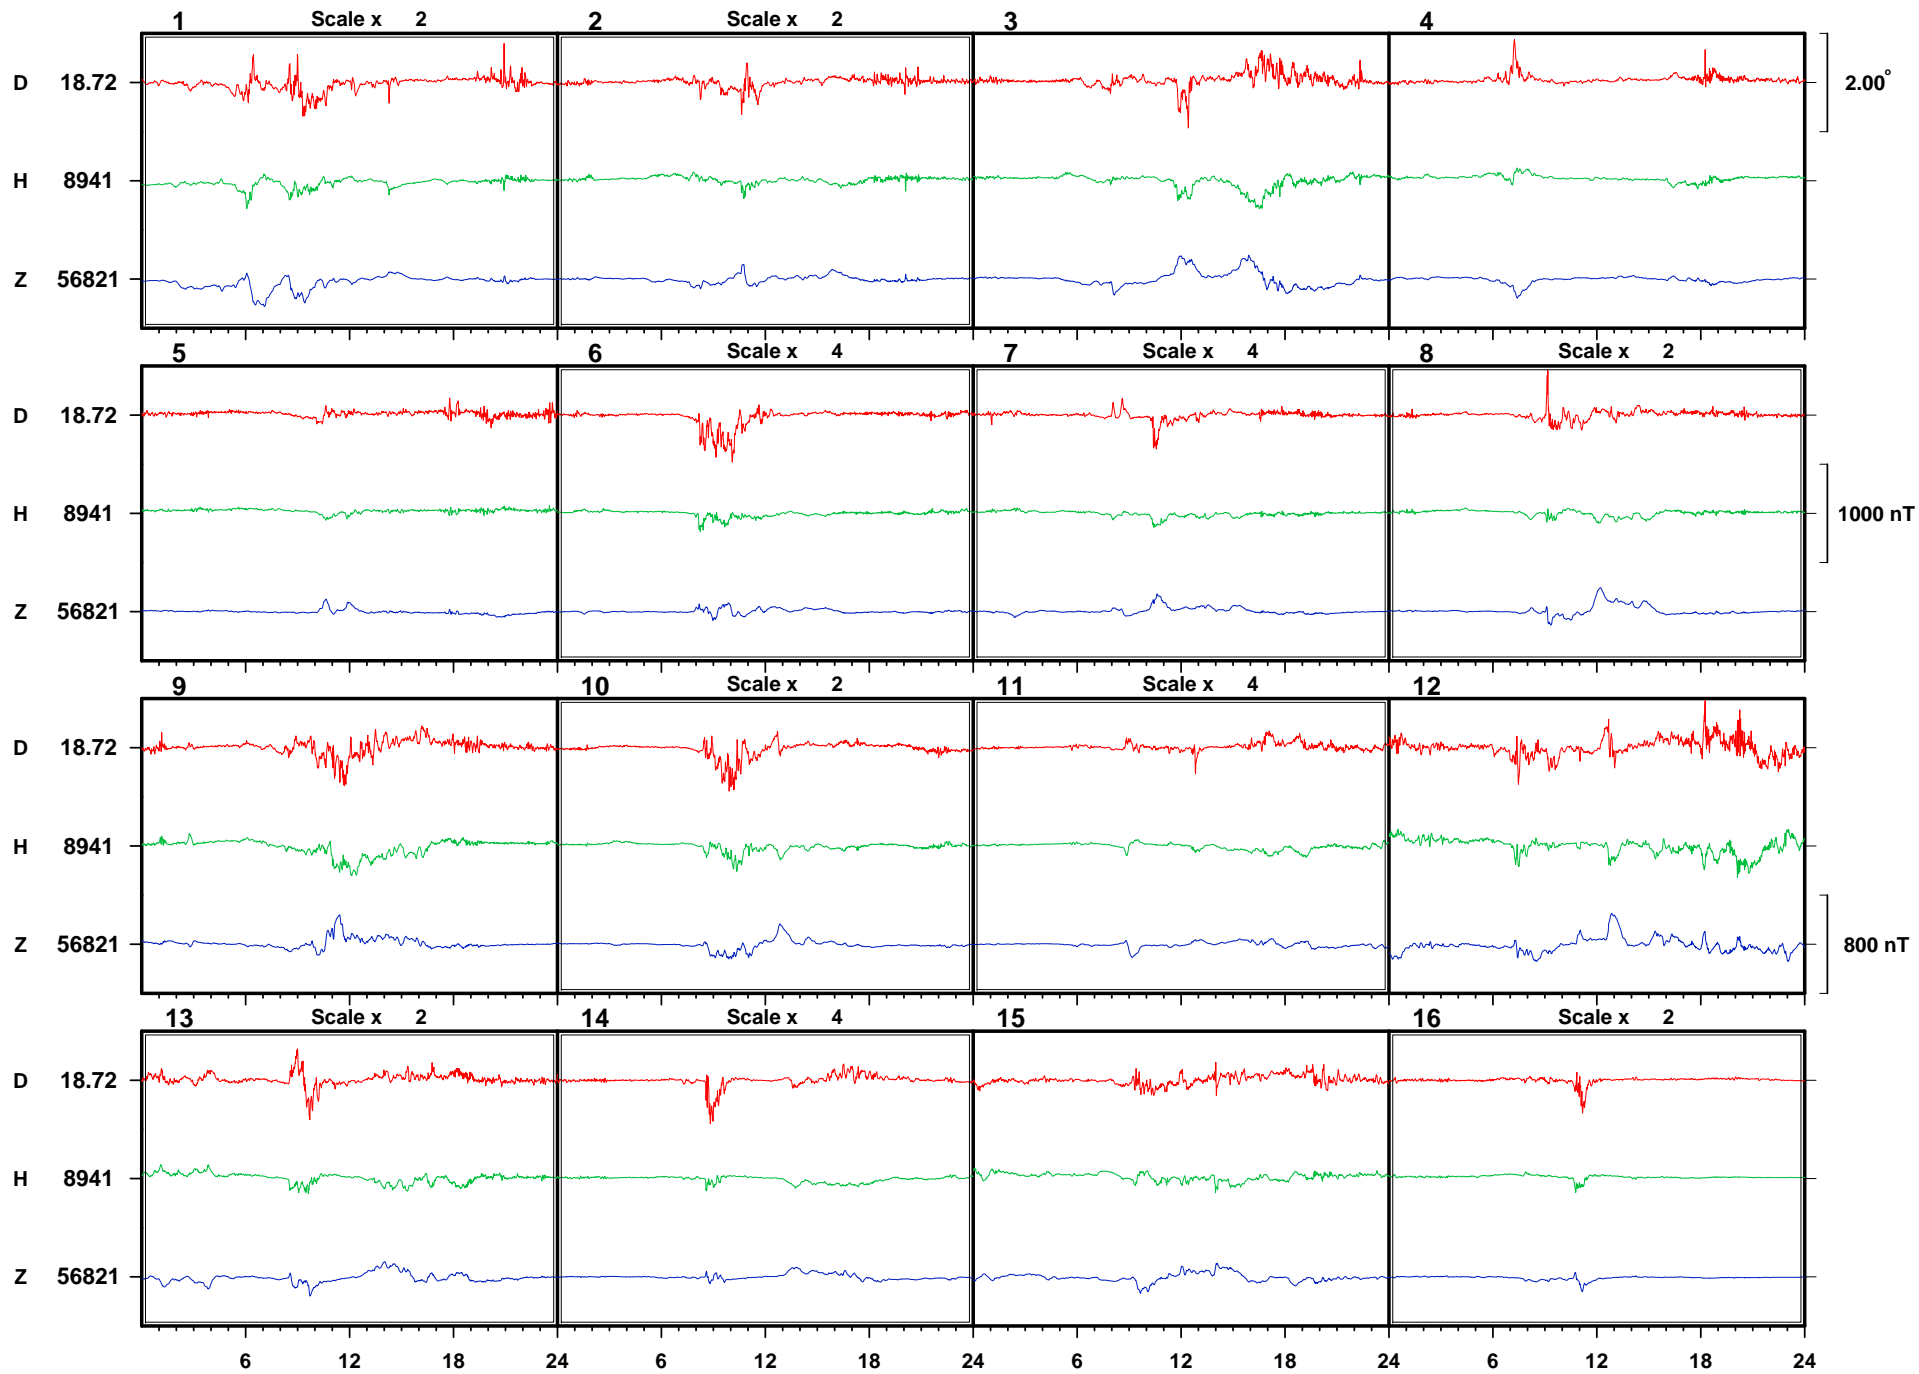 1 Scale x 2 2 Scale x 2 3 4
D 18.72 2.00°
H 8941
Z 56821
5 6 Scale x 4 7 Scale x 4 8 Scale x 2
D 18.72
H 8941 1000 nT
Z 56821
9 10 Scale x 2 11 Scale x 4 12
D 18.72
H 8941
Z 56821 800 nT
13 Scale x 2 14 Scale x 4 15 16 Scale x 2
D 18.72
H 8941
Z 56821
6 12 18 24 6 12 18 24 6 12 18 24 6 12 18 24